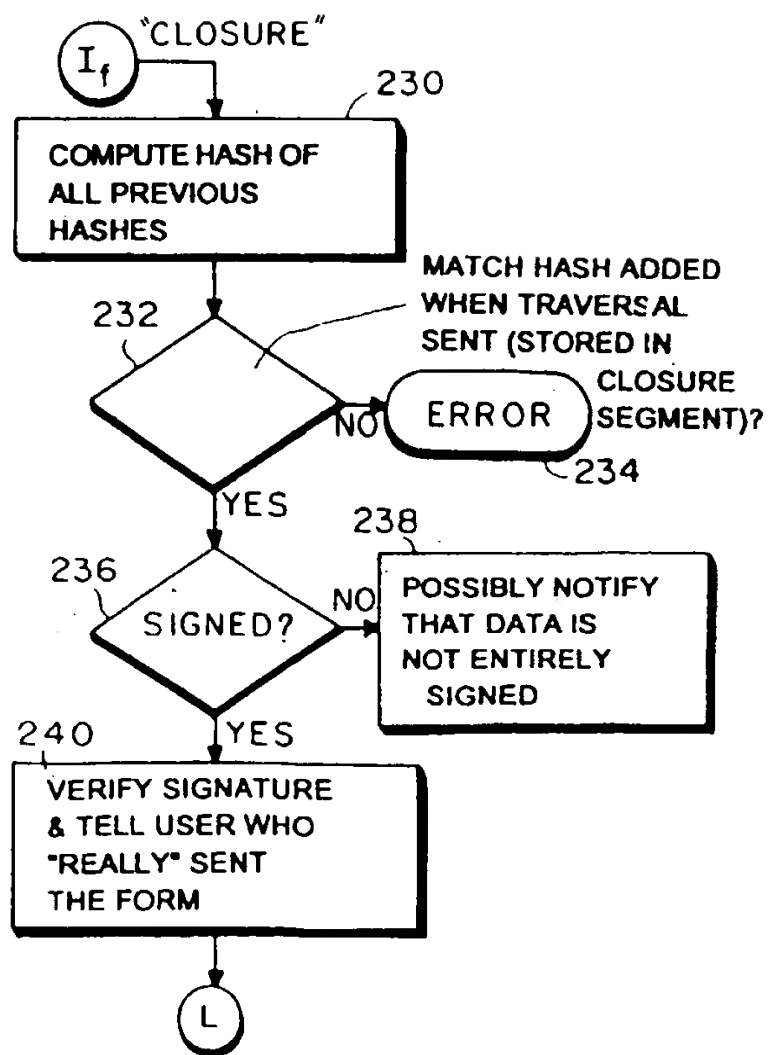 "CLOSURE"
If
230
COMPUTE HASH OF
ALL PREVIOUS
HASHES
232
MATCH HASH ADDED
WHEN TRAVERSAL
SENT (STORED IN
CLOSURE
SEGMENT)?
NO
ERROR
234
YES
236
SIGNED?
NO
238
POSSIBLY NOTIFY
THAT DATA IS
NOT ENTIRELY
SIGNED
YES
240
VERIFY SIGNATURE
& TELL USER WHO
"REALLY" SENT
THE FORM
L